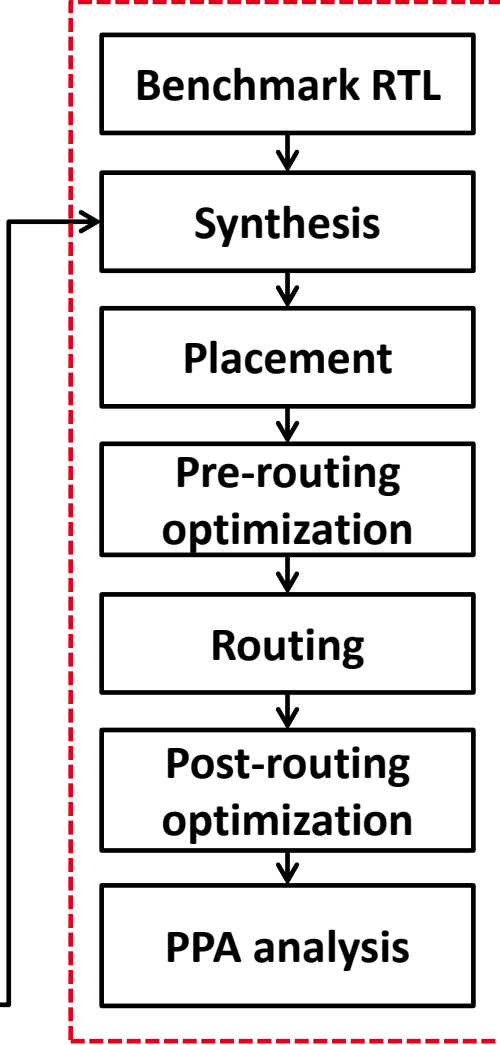 Benchmark RTL
Synthesis
Placement
Pre-routing
optimization
Routing
Post-routing
optimization
PPA analysis